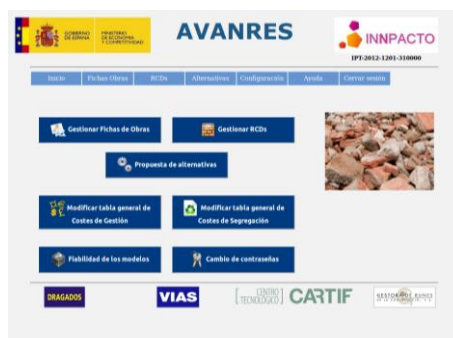 GOBIERNO
DE ESPAÑA
MINISTERIO
DE ECONOMÍA
Y COMPETITIVIDAD
AVANRES
INNPACTO
IPT-2012-1201-310000
Inicio Fichas Obras RCDs Alternativas Configuración Ayuda Cerrar sesión
Gestionar Fichas de
Obras
Gestionar RCDs
Propuesta de alternativas
Modificar tabla general de
Costes de Gestión
Modificar tabla general de
Costes de Segregación
Fiabilidad de los modelos
Cambio de contraseñas
DRAGADOS
VIAS
CENTRO
TECNOLÓGICO
CARTIF